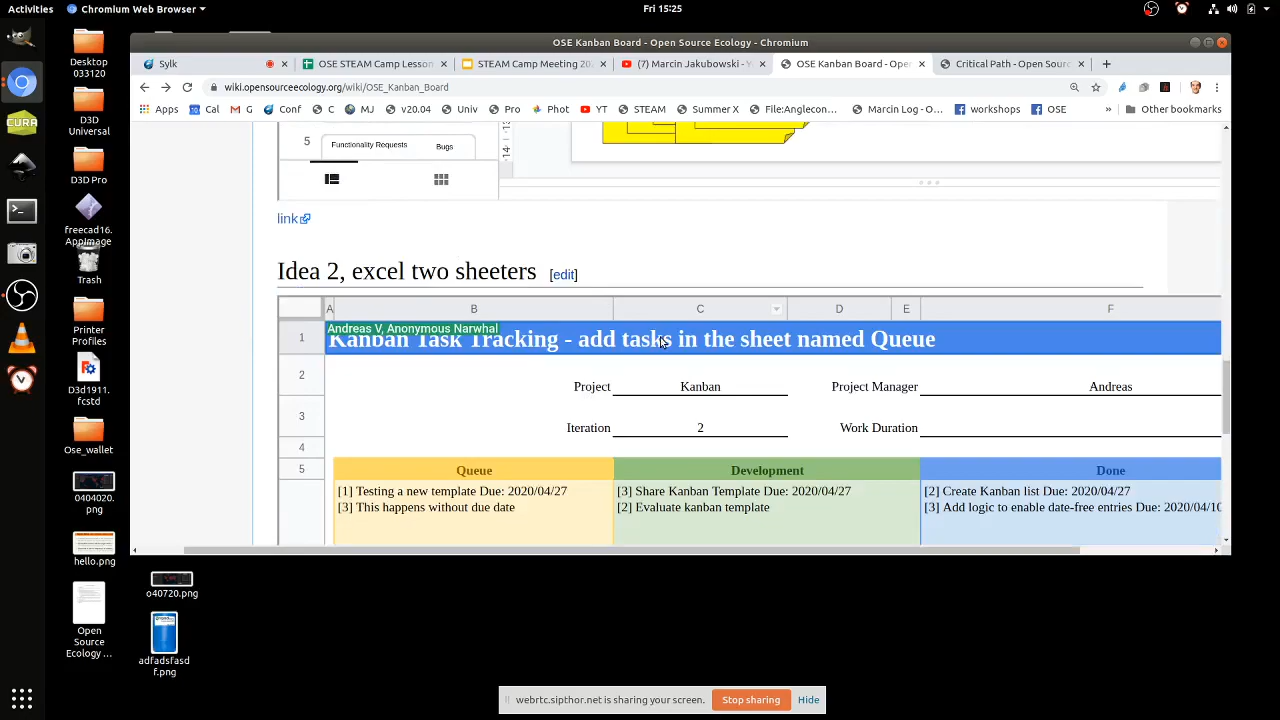 Activities
Chromium Web Browser
Fri 15:25
OSE Kanban Board - Open Source Ecology - Chromium
Sylk
OSE STEAM Camp Lesson
STEAM Camp Meeting 20
(7) Marcin Jakubowski - Y
OSE Kanban Board - Ope
Critical Path - Open Sourc
wiki.opensourceecology.org/wiki/OSE_Kanban_Board
Apps
Cal
G
Conf
C
MJ
v20.04
Univ
Pro
Phot
YT
STEAM
Summer X
File:Anglecon...
Marcin Log - O...
workshops
OSE
»
Other bookmarks
5
Functionality Requests
Bugs
14
link
Idea 2, excel two sheeters [edit]
A B C D E F
Andreas V, Anonymous Narwhal
1 Kanban Task Tracking - add tasks in the sheet named Queue
2 Project Kanban Project Manager Andreas
3 Iteration 2 Work Duration
4
5 Queue Development Done
[1] Testing a new template Due: 2020/04/27
[3] This happens without due date
[3] Share Kanban Template Due: 2020/04/27
[2] Evaluate kanban template
[2] Create Kanban list Due: 2020/04/27
[3] Add logic to enable date-free entries Due: 2020/04/10
CURA
Desktop
033120
D3D
Universal
D3D Pro
freecad16.
AppImage
Trash
Printer
Profiles
D3d1911.
fcstd
Ose_wallet
0404020.
png
hello.png
Open
Source
Ecology ...
o40720.png
adfadsfasd
f.png
webrtc.sipthor.net is sharing your screen.
Stop sharing
Hide